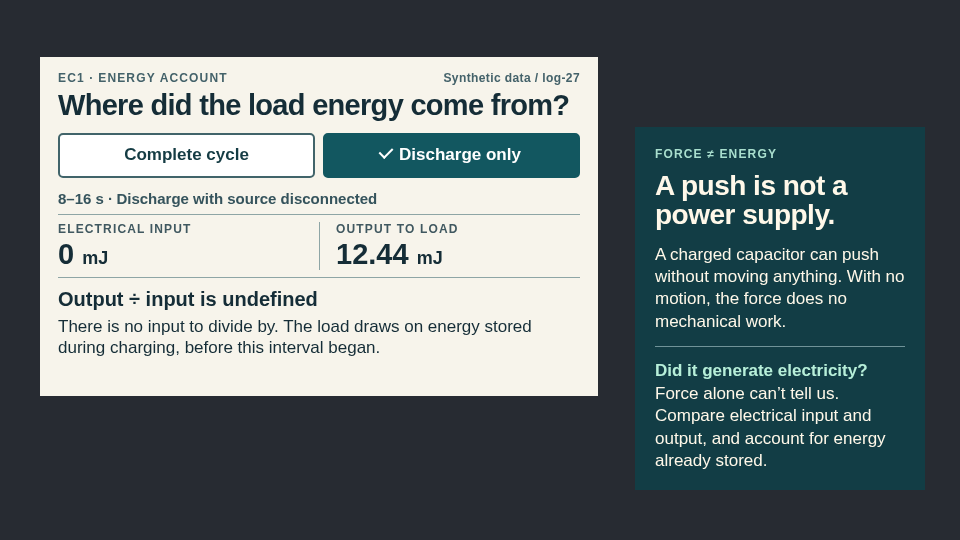 EC1 · ENERGY ACCOUNT
Synthetic data / log-27
Where did the load energy come from?
Complete cycle
✓ Discharge only
8–16 s · Discharge with source disconnected
ELECTRICAL INPUT
0 mJ
OUTPUT TO LOAD
12.44 mJ
Output ÷ input is undefined
There is no input to divide by. The load draws on energy stored
during charging, before this interval began.
FORCE ≠ ENERGY
A push is not a
power supply.
A charged capacitor can push
without moving anything. With no
motion, the force does no
mechanical work.
Did it generate electricity?
Force alone can’t tell us.
Compare electrical input and
output, and account for energy
already stored.